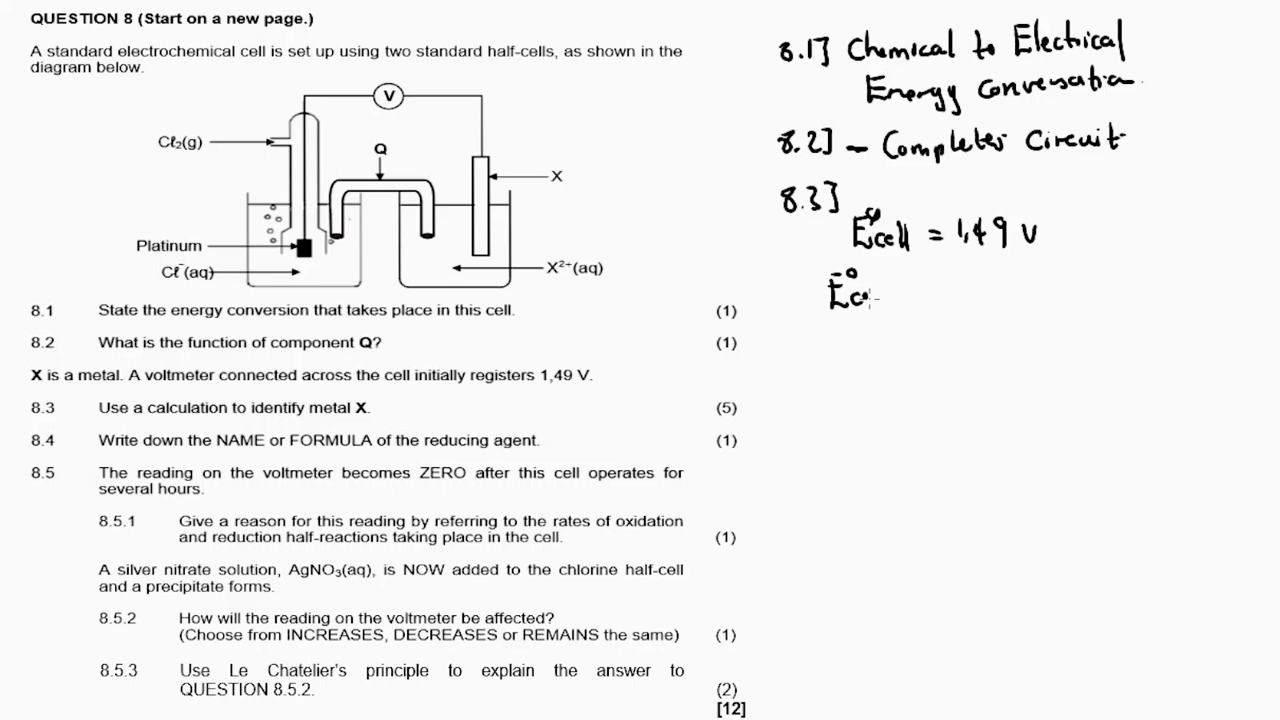 QUESTION 8 (Start on a new page.)
A standard electrochemical cell is set up using two standard half-cells, as shown in the
diagram below.
V
Cℓ₂(g)
Q
X
Platinum
Cℓ⁻(aq)
X²⁺(aq)
8.1 State the energy conversion that takes place in this cell. (1)
8.2 What is the function of component Q? (1)
X is a metal. A voltmeter connected across the cell initially registers 1,49 V.
8.3 Use a calculation to identify metal X. (5)
8.4 Write down the NAME or FORMULA of the reducing agent. (1)
8.5 The reading on the voltmeter becomes ZERO after this cell operates for
several hours.
8.5.1 Give a reason for this reading by referring to the rates of oxidation
and reduction half-reactions taking place in the cell. (1)
A silver nitrate solution, AgNO₃(aq), is NOW added to the chlorine half-cell
and a precipitate forms.
8.5.2 How will the reading on the voltmeter be affected?
(Choose from INCREASES, DECREASES or REMAINS the same) (1)
8.5.3 Use Le Chatelier's principle to explain the answer to
QUESTION 8.5.2. (2)
[12]
8.1] Chemical to Electrical
Energy conversation
8.2] - Completes Circuit
8.3]
E°cell = 1,49 V
E°ce